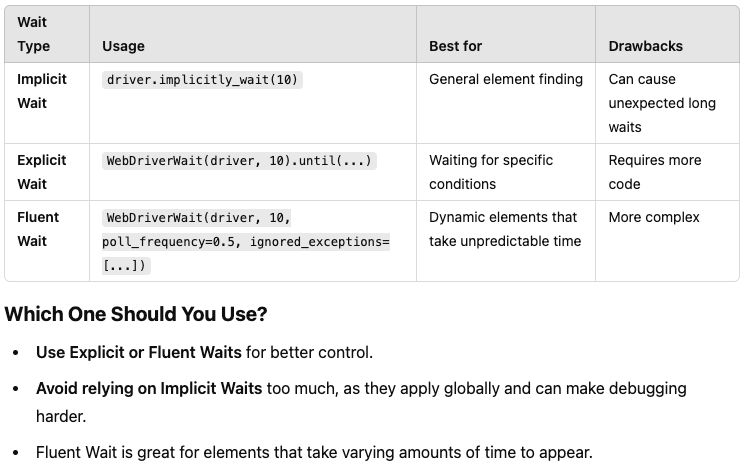 Wait
Type Usage Best for Drawbacks
Implicit driver.implicitly_wait(10) General element finding Can cause
Wait unexpected long
waits
Explicit WebDriverWait(driver, 10).until(...) Waiting for specific Requires more
Wait conditions code
Fluent WebDriverWait(driver, 10, Dynamic elements that More complex
Wait poll_frequency=0.5, ignored_exceptions= take unpredictable time
[...])
Which One Should You Use?
• Use Explicit or Fluent Waits for better control.
• Avoid relying on Implicit Waits too much, as they apply globally and can make debugging
harder.
• Fluent Wait is great for elements that take varying amounts of time to appear.